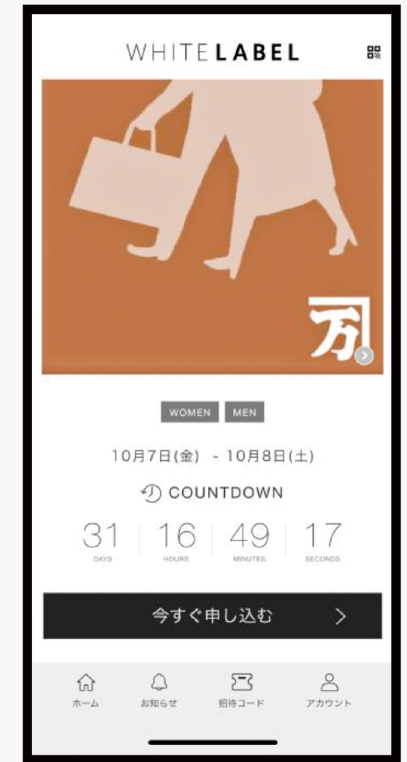 WHITE LABEL
万
WOMEN MEN
10月7日(金) - 10月8日(土)
COUNTDOWN
31 16 49 17
DAYS HOURS MINUTES SECONDS
今すぐ申し込む
ホーム お知らせ 招待コード アカウント